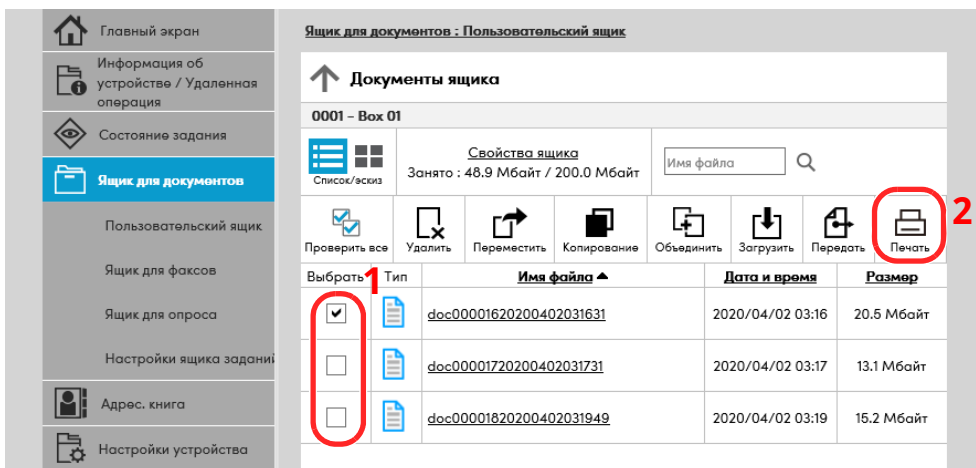 Главный экран
Информация об
устройстве / Удаленная
операция
Состояние задания
Ящик для документов
Пользовательский ящик
Ящик для факсов
Ящик для опроса
Настройки ящика заданий
Адрес. книга
Настройки устройства
Ящик для документов : Пользовательский ящик
Документы ящика
0001 - Box 01
Список/эскиз
Свойства ящика
Занято : 48.9 Мбайт / 200.0 Мбайт
Имя файла
Проверить все Удалить Переместить Копирование Объединить Загрузить Передать Печать
2
Выбрать Тип Имя файла Дата и время Размер
1
doc00001620200402031631 2020/04/02 03:16 20.5 Мбайт
doc00001720200402031731 2020/04/02 03:17 13.1 Мбайт
doc00001820200402031949 2020/04/02 03:19 15.2 Мбайт